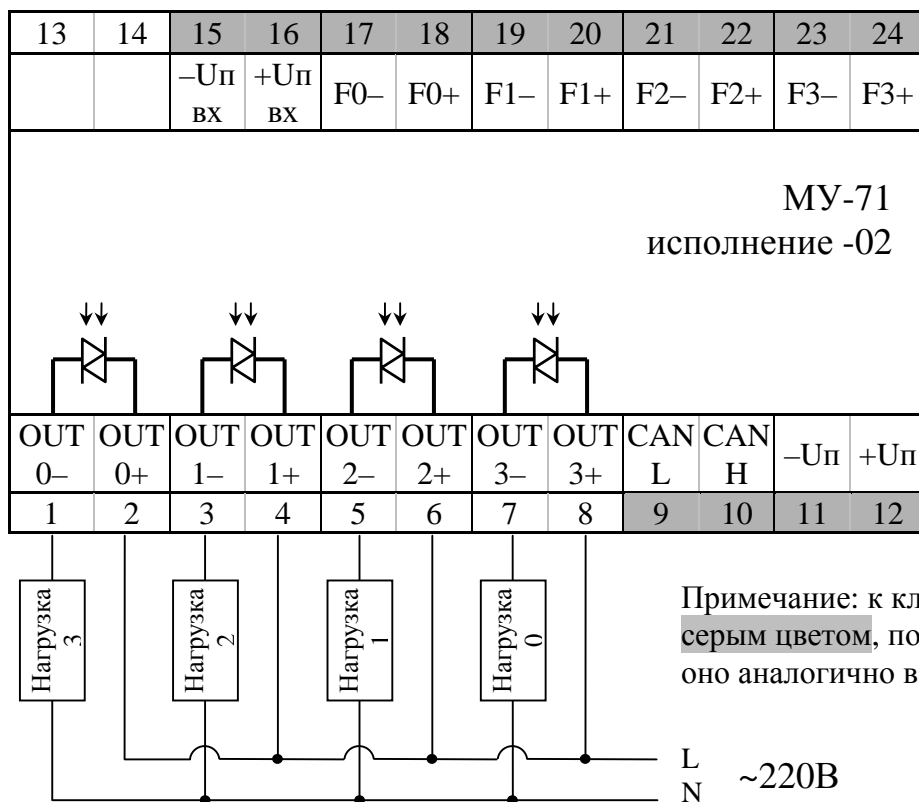 13 14 15 16 17 18 19 20 21 22 23 24
–Uп вх +Uп вх F0– F0+ F1– F1+ F2– F2+ F3– F3+
МУ-71
исполнение -02
OUT 0– OUT 0+ OUT 1– OUT 1+ OUT 2– OUT 2+ OUT 3– OUT 3+ CAN L CAN H –Uп +Uп
1 2 3 4 5 6 7 8 9 10 11 12
Нагрузка 3
Нагрузка 2
Нагрузка 1
Нагрузка 0
Примечание: к
серым цветом,
оно аналогично
L
N
~220В